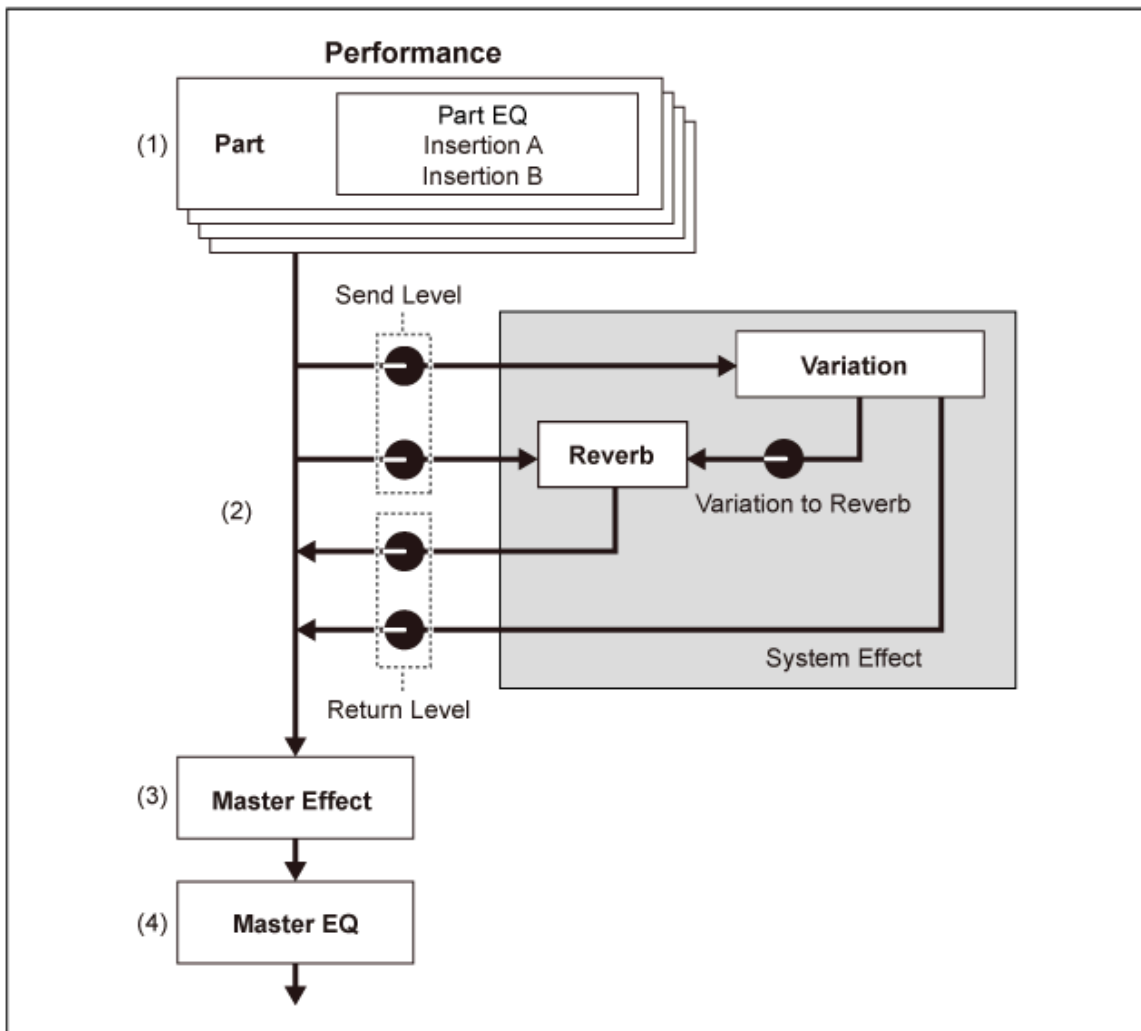 Performance
(1)
Part
Part EQ
Insertion A
Insertion B
Send Level
Variation
Reverb
Variation to Reverb
(2)
System Effect
Return Level
(3)
Master Effect
(4)
Master EQ